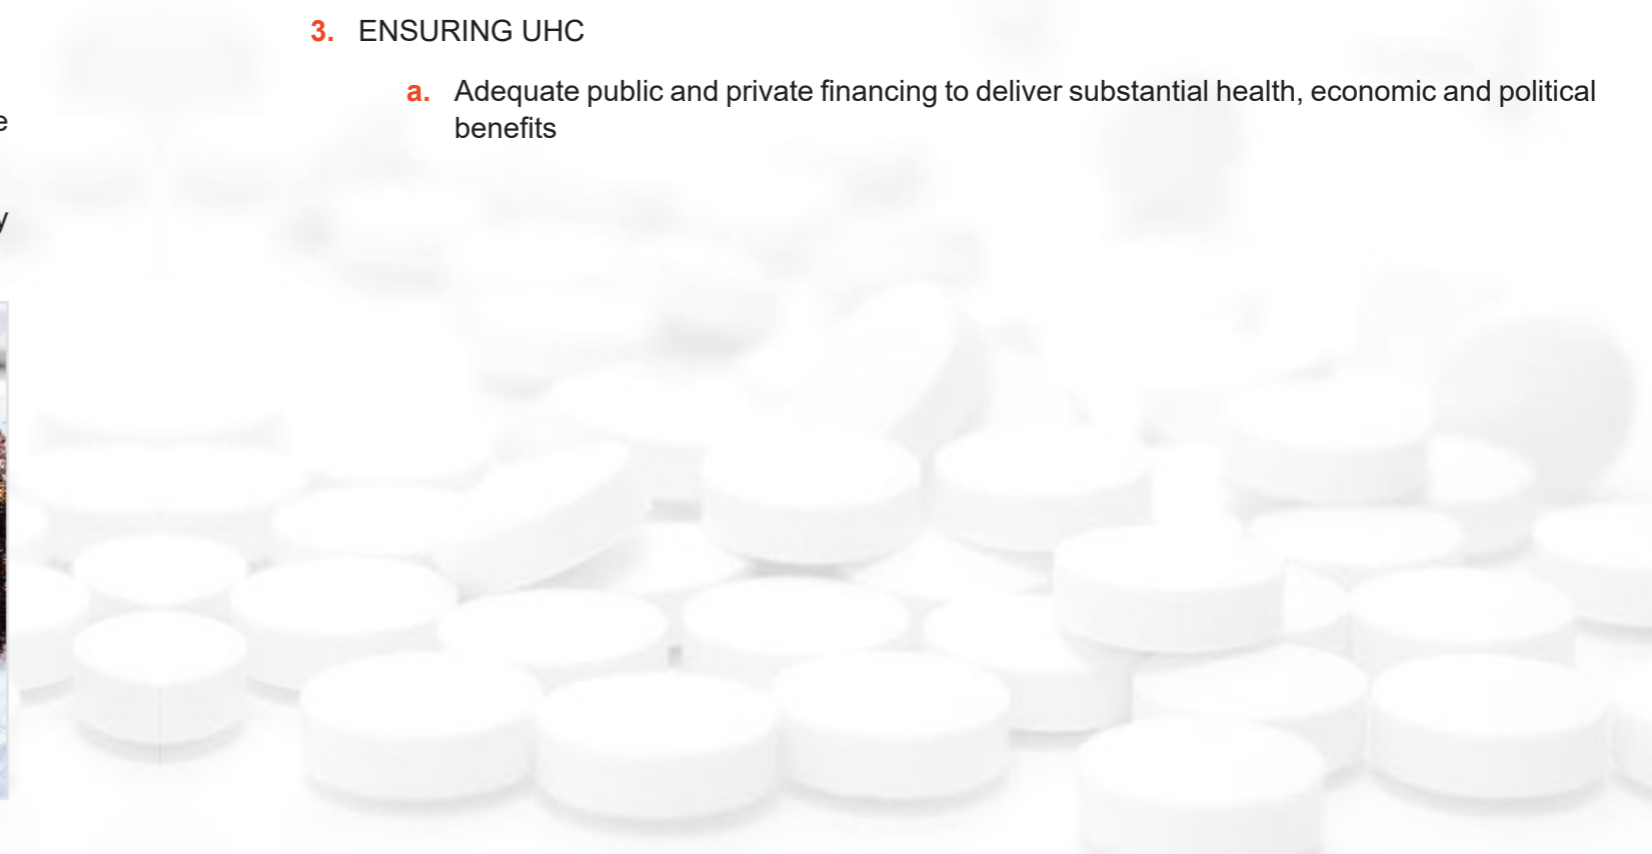 3. ENSURING UHC
a. Adequate public and private financing to deliver substantial health, economic and political
benefits
e
y